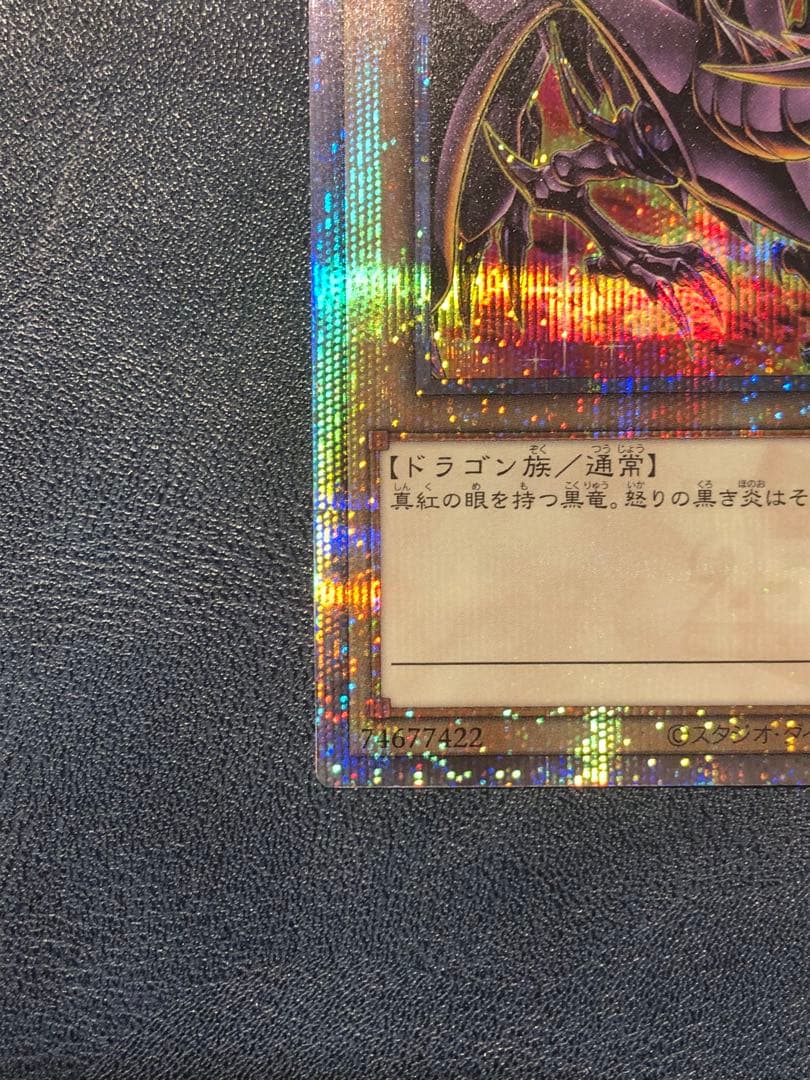 【ドラゴン族／通常】
真紅の眼を持つ黒竜。怒りの黒き炎はそ
74677422
©スタジオ・ダイ